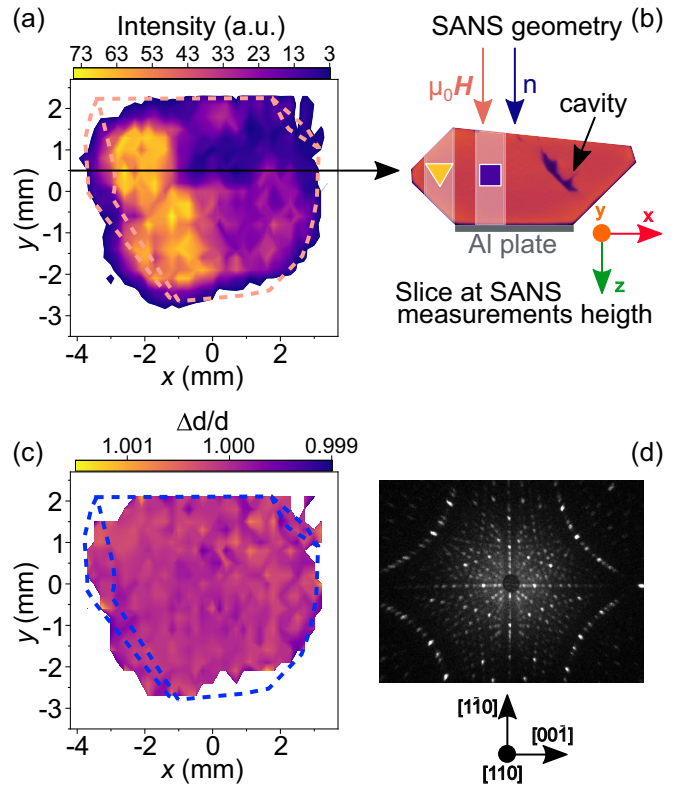 (a)
Intensity (a.u.)
73 63 53 43 33 23 13 3
2
1
0
-1
-2
-3
y (mm)
-4 -2 0 2
x (mm)
SANS geometry
(b)
μ₀H
n
cavity
Al plate
y
x
z
Slice at SANS
measurements heigth
(c)
Δd/d
1.001 1.000 0.999
2
1
0
-1
-2
-3
y (mm)
-4 -2 0 2
x (mm)
(d)
[11̄0]
[001̄]
[110]